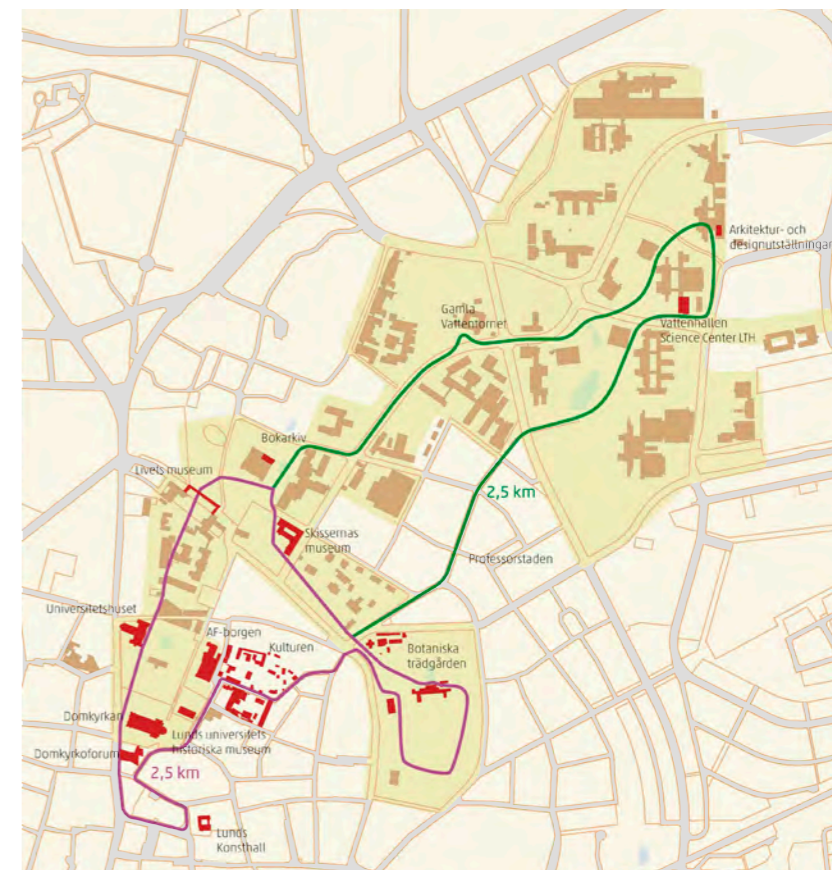 Arkitektur- och
designutställningar
Gamla
Vattentornet
Vattenhallen
Science Center LTH
Bokarkiv
Livets museum
2,5 km
Skissernas
museum
Professorstaden
Universitetshuset
AF-borgen
Kulturen
Botaniska
trädgården
Domkyrkan
Lunds universitets
historiska museum
Domkyrkoforum
2,5 km
Lunds
Konsthall